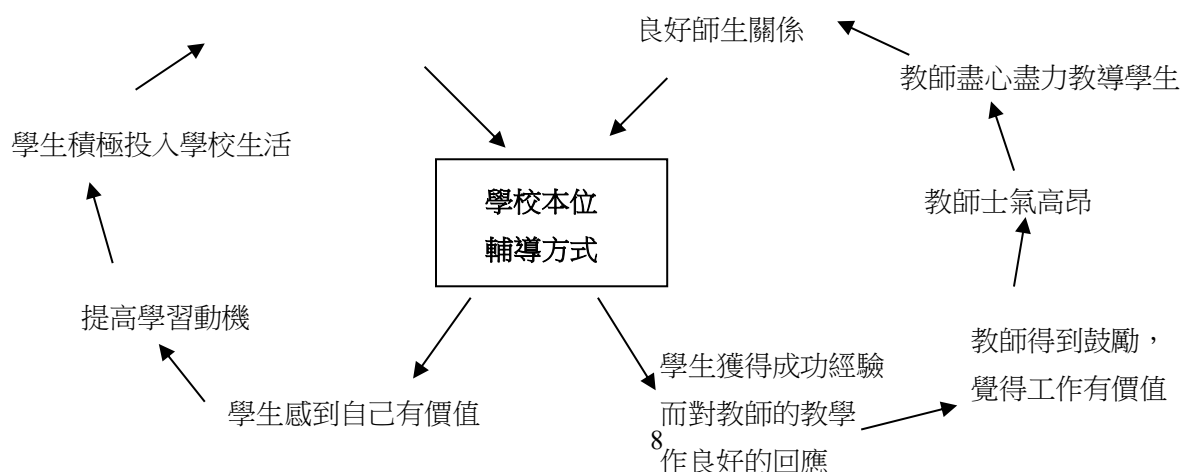 良好師生關係
教師盡心盡力教導學生
學生積極投入學校生活
學校本位
輔導方式
教師士氣高昂
提高學習動機
教師得到鼓勵，
覺得工作有價值
學生獲得成功經驗
而對教師的教學
作良好的回應
學生感到自己有價值
8